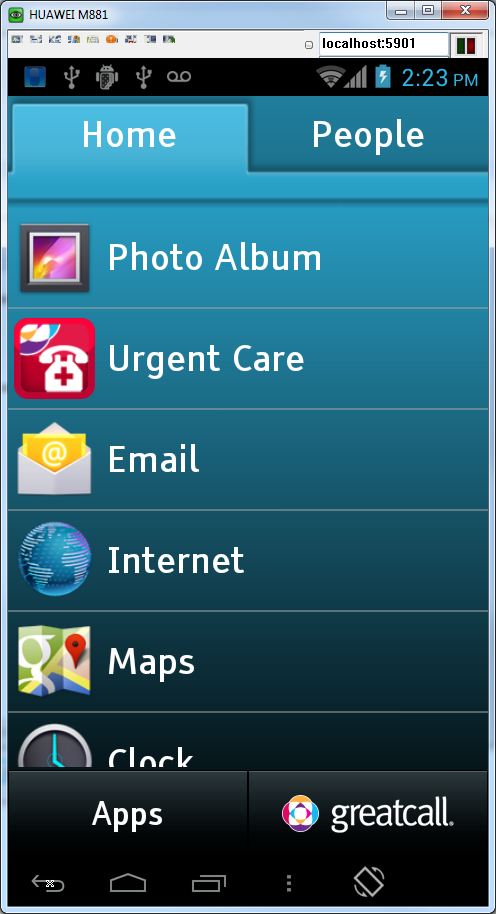 HUAWEI M881
localhost:5901
2:23 PM
Home
People
Photo Album
Urgent Care
Email
@
Internet
Maps
Clock
Apps
greatcall.